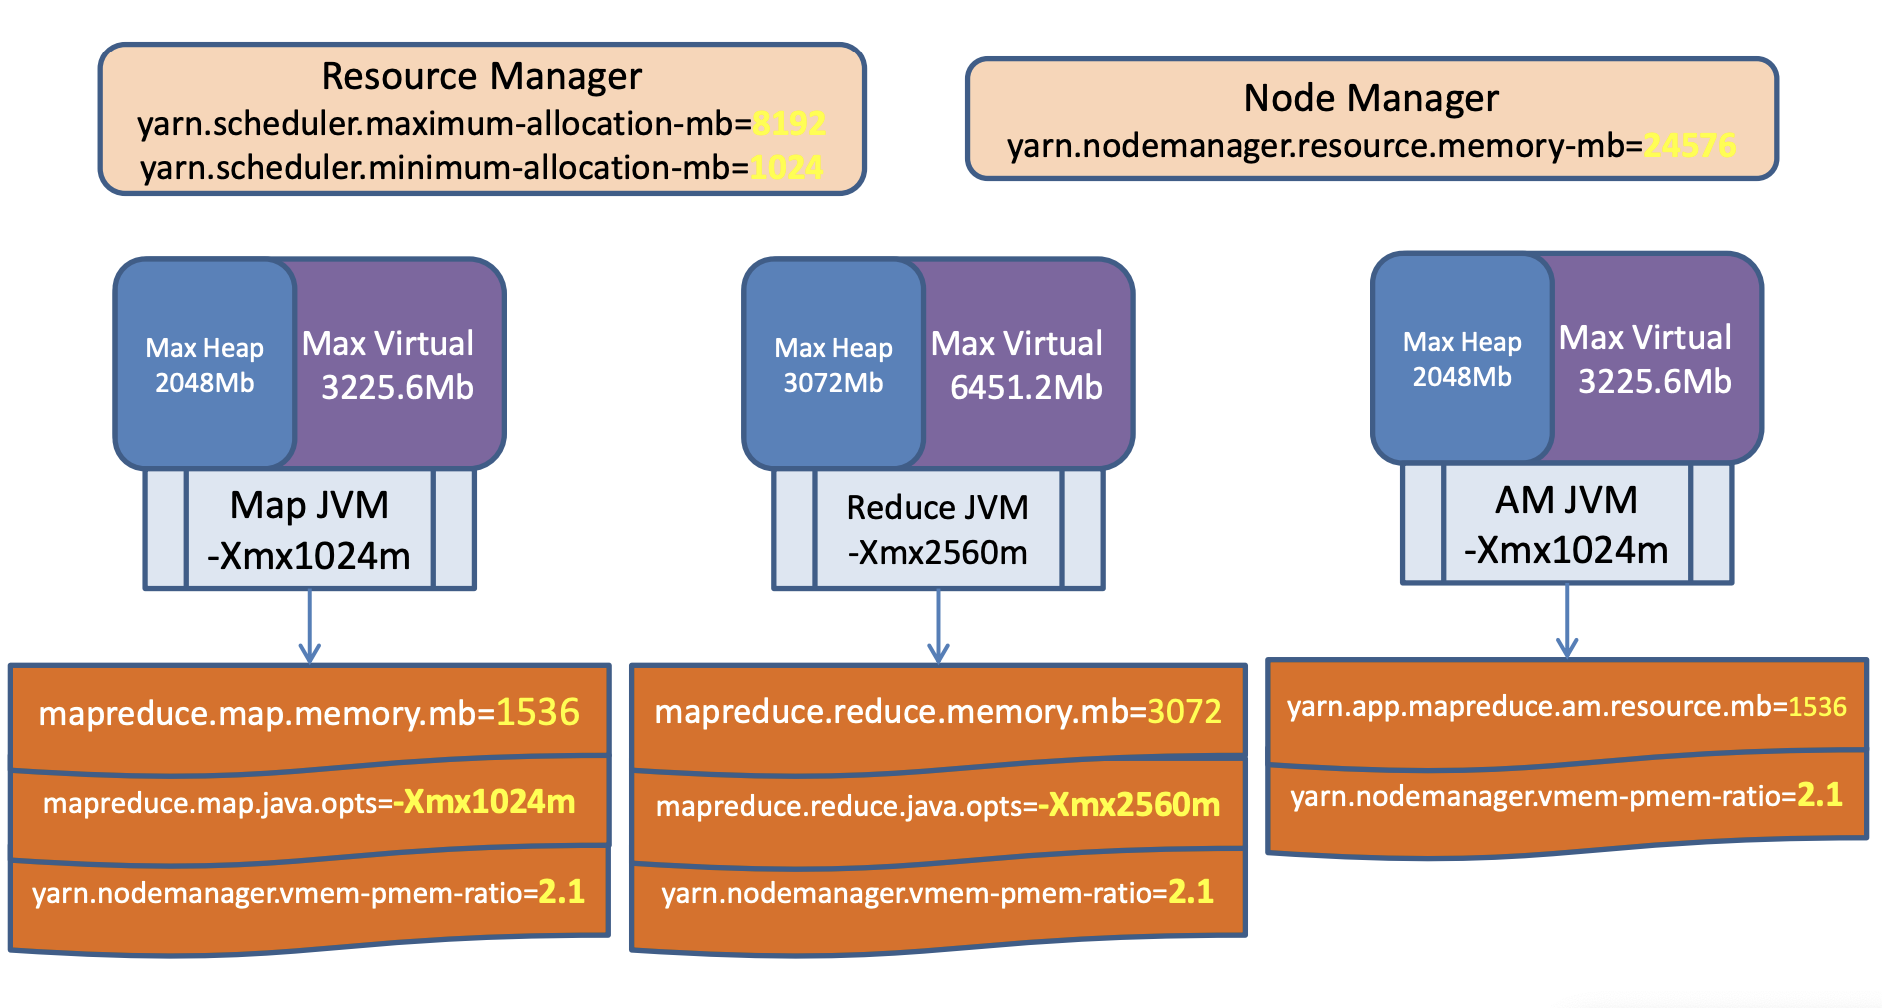 Resource Manager
yarn.scheduler.maximum-allocation-mb=8192
yarn.scheduler.minimum-allocation-mb=1024
Node Manager
yarn.nodemanager.resource.memory-mb=24576
Max Heap
2048Mb
Max Virtual
3225.6Mb
Map JVM
-Xmx1024m
mapreduce.map.memory.mb=1536
mapreduce.map.java.opts=-Xmx1024m
yarn.nodemanager.vmem-pmem-ratio=2.1
Max Heap
3072Mb
Max Virtual
6451.2Mb
Reduce JVM
-Xmx2560m
mapreduce.reduce.memory.mb=3072
mapreduce.reduce.java.opts=-Xmx2560m
yarn.nodemanager.vmem-pmem-ratio=2.1
Max Heap
2048Mb
Max Virtual
3225.6Mb
AM JVM
-Xmx1024m
yarn.app.mapreduce.am.resource.mb=1536
yarn.nodemanager.vmem-pmem-ratio=2.1